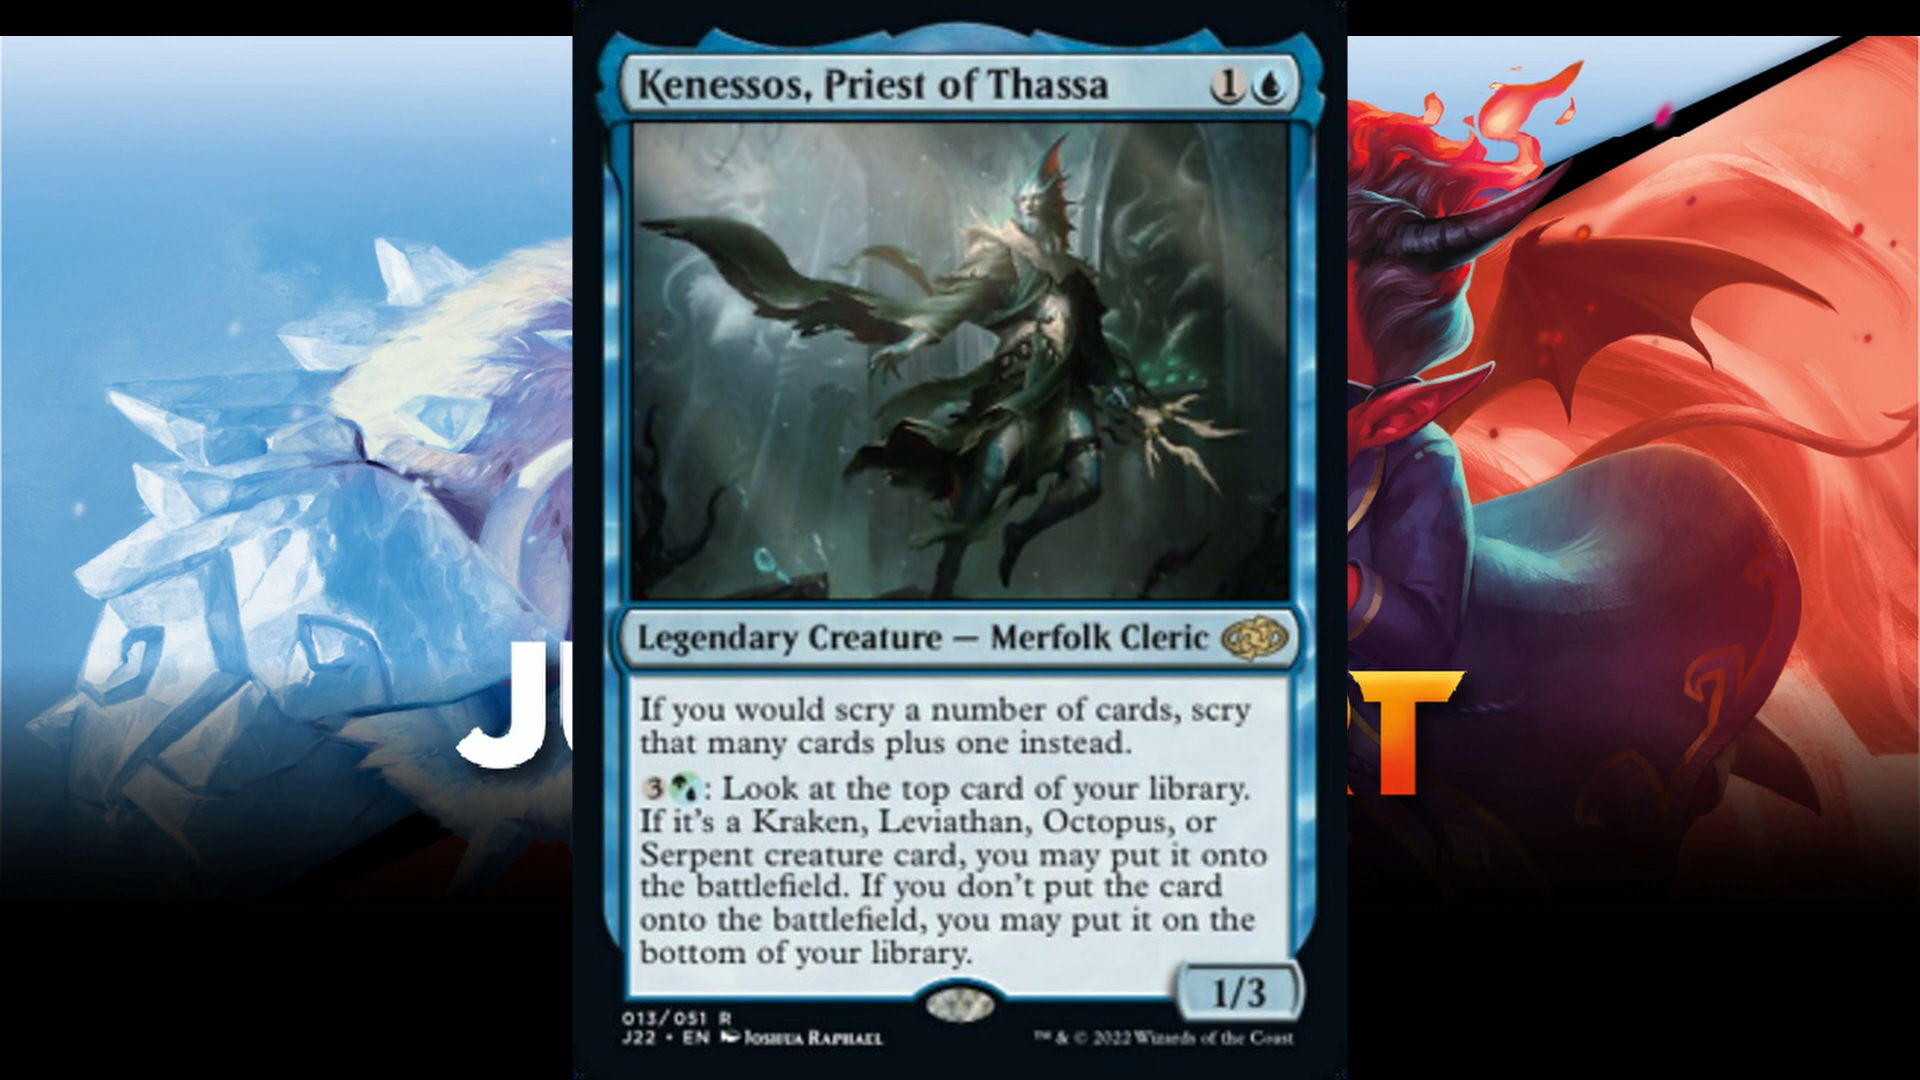 Kenessos, Priest of Thassa 1
Legendary Creature — Merfolk Cleric
If you would scry a number of cards, scry
that many cards plus one instead.
3 : Look at the top card of your library.
If it's a Kraken, Leviathan, Octopus, or
Serpent creature card, you may put it onto
the battlefield. If you don't put the card
onto the battlefield, you may put it on the
bottom of your library.
1/3
013/051 R
J22 • EN Joshua Raphael
™ & © 2022 Wizards of the Coast
JU
RT